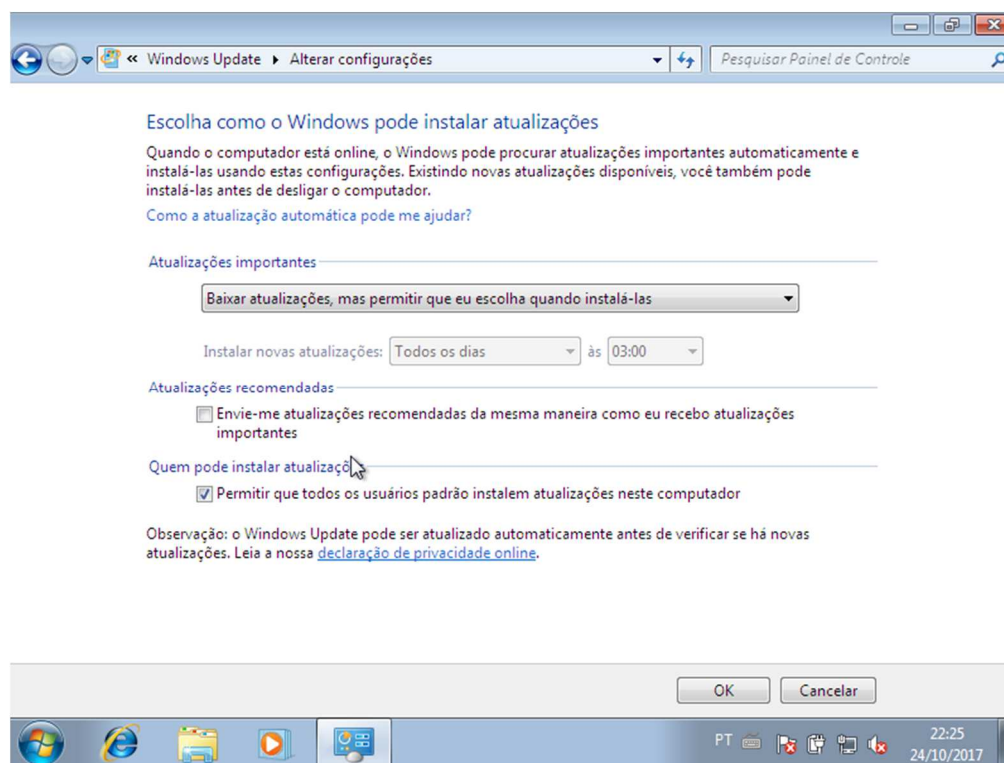 « Windows Update ▸ Alterar configurações
Pesquisar Painel de Controle
Escolha como o Windows pode instalar atualizações
Quando o computador está online, o Windows pode procurar atualizações importantes automaticamente e
instalá-las usando estas configurações. Existindo novas atualizações disponíveis, você também pode
instalá-las antes de desligar o computador.
Como a atualização automática pode me ajudar?
Atualizações importantes
Baixar atualizações, mas permitir que eu escolha quando instalá-las
Instalar novas atualizações: Todos os dias às 03:00
Atualizações recomendadas
Envie-me atualizações recomendadas da mesma maneira como eu recebo atualizações
importantes
Quem pode instalar atualizaçõ
Permitir que todos os usuários padrão instalem atualizações neste computador
Observação: o Windows Update pode ser atualizado automaticamente antes de verificar se há novas
atualizações. Leia a nossa declaração de privacidade online.
OK Cancelar
PT
22:25
24/10/2017